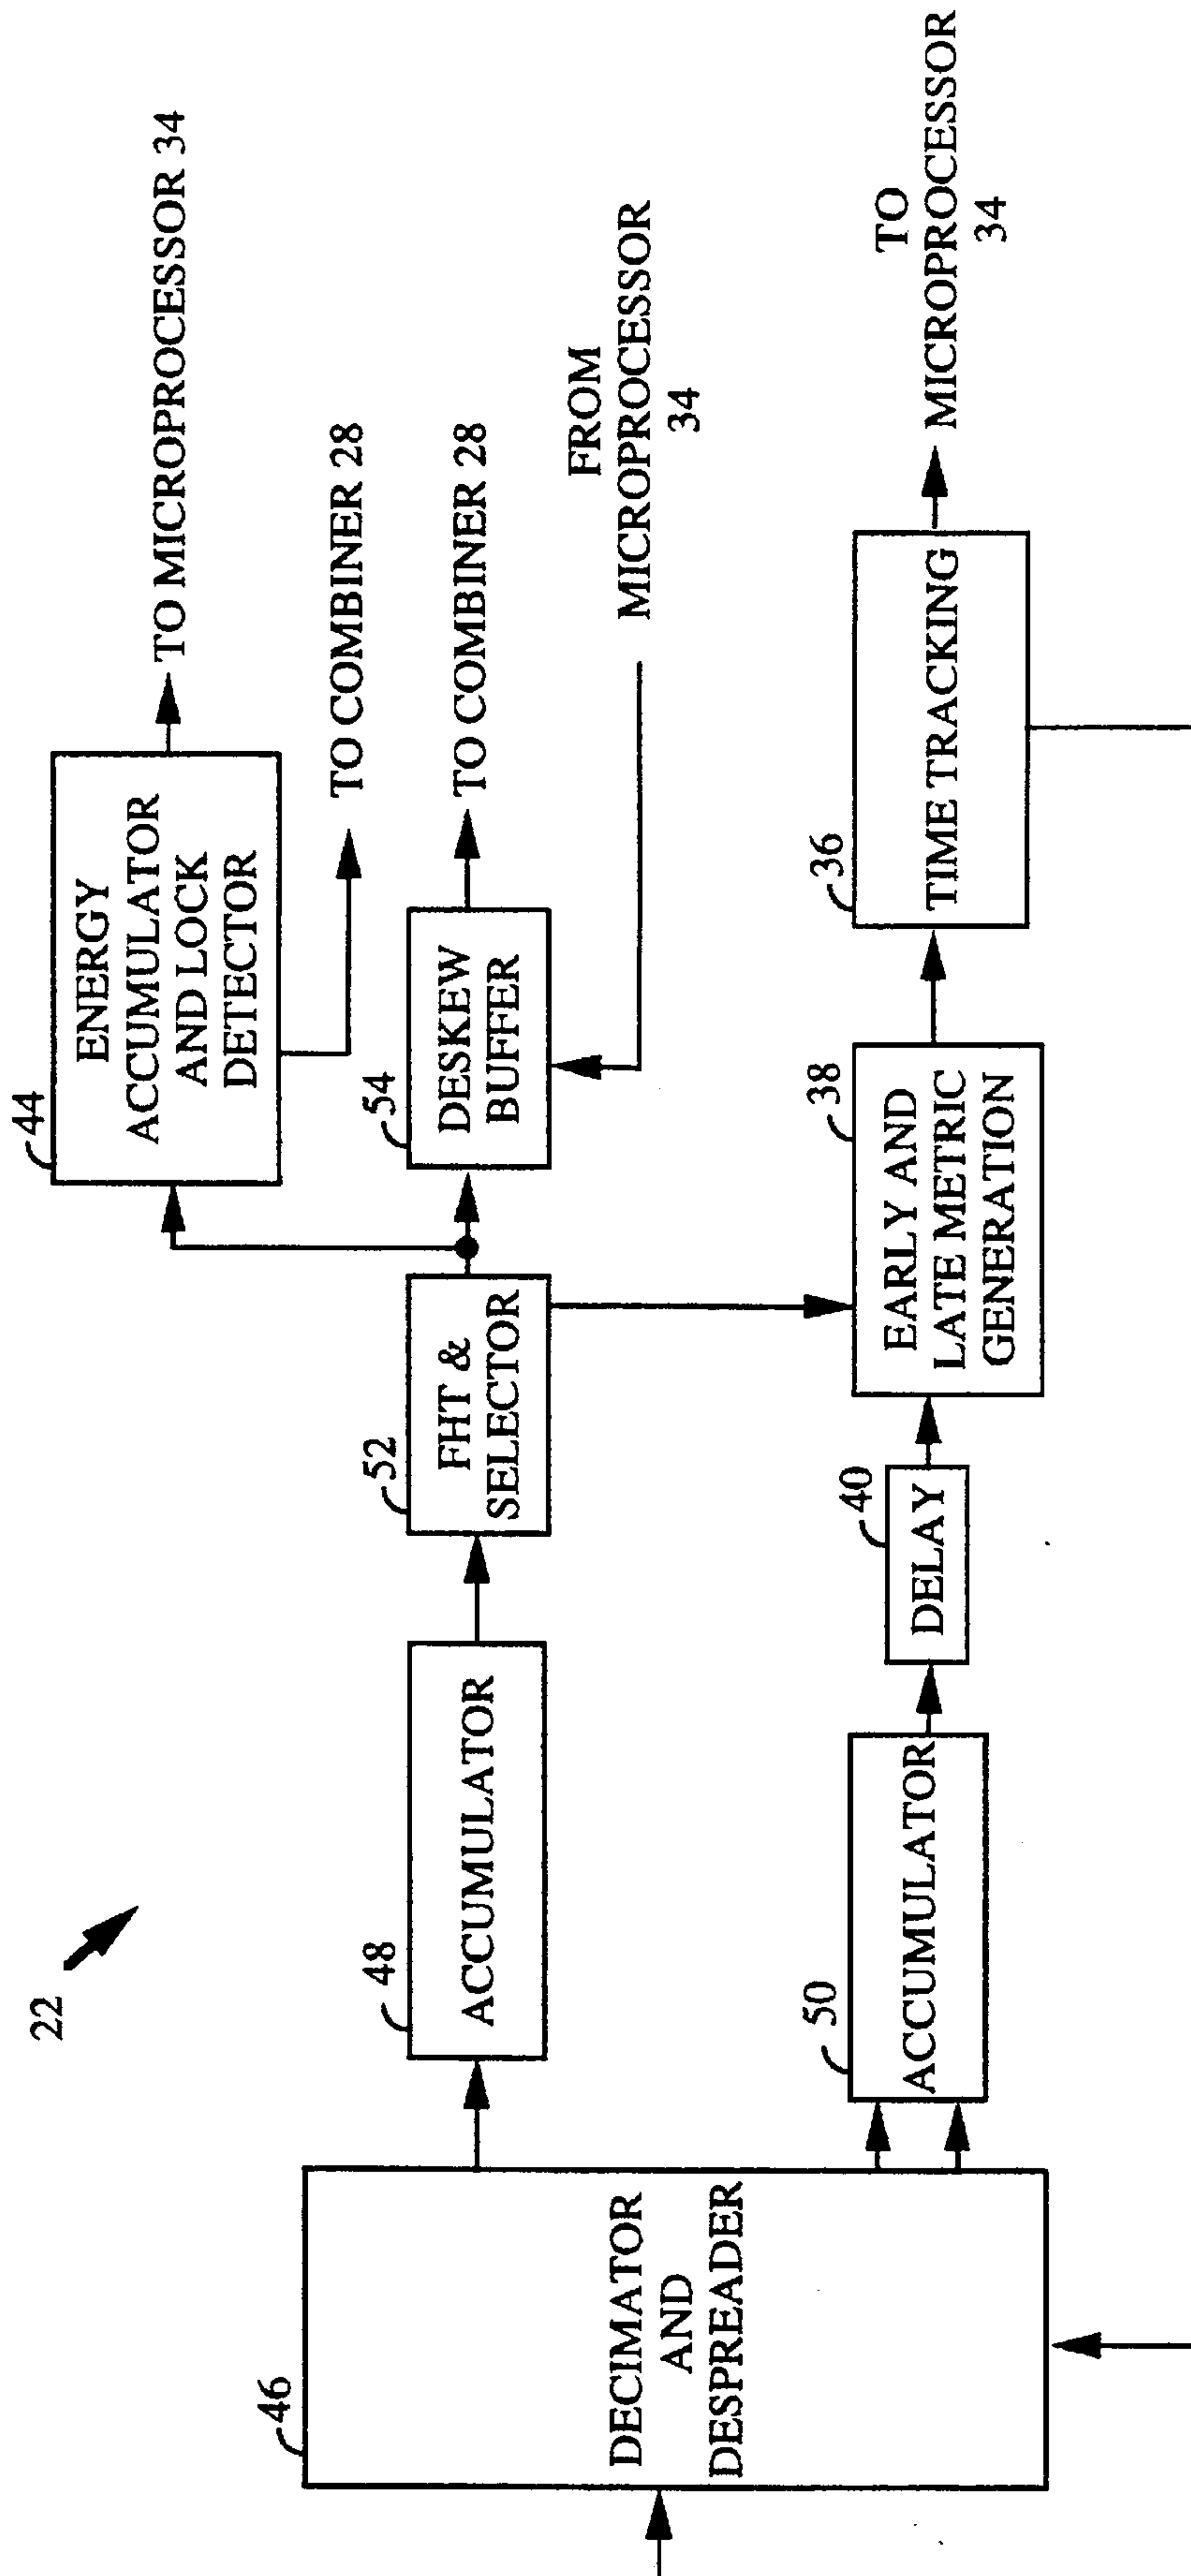 22
44
ENERGY
ACCUMULATOR
AND LOCK
DETECTOR
TO MICROPROCESSOR 34
TO COMBINER 28
46
DECIMATOR
AND
DESPREADER
48
ACCUMULATOR
52
FHT &
SELECTOR
54
DESKEW
BUFFER
TO COMBINER 28
FROM
MICROPROCESSOR
34
50
ACCUMULATOR
40
DELAY
38
EARLY AND
LATE METRIC
GENERATION
36
TIME TRACKING
TO
MICROPROCESSOR
34